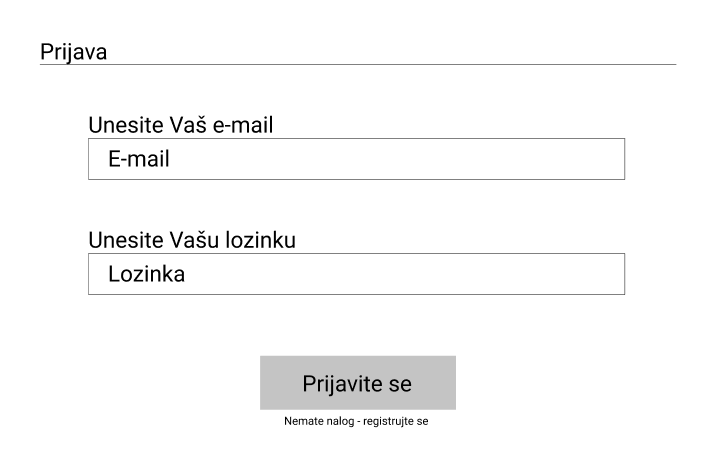 Prijava
Unesite Vaš e-mail
E-mail
Unesite Vašu lozinku
Lozinka
Prijavite se
Nemate nalog - registrujte se